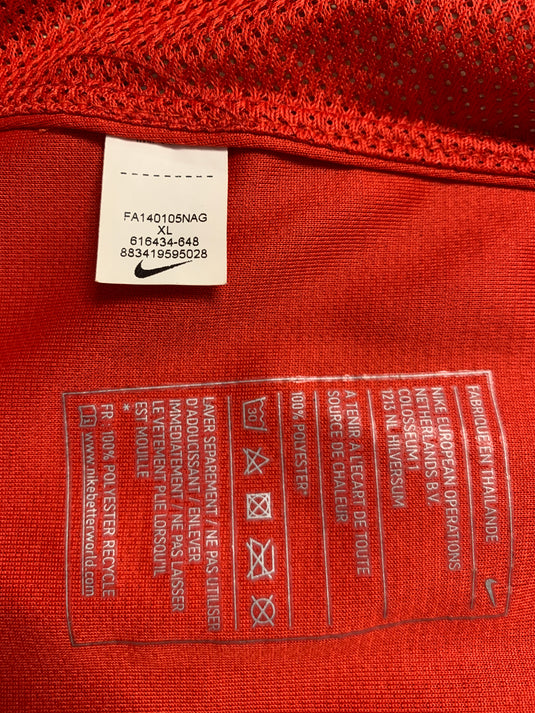 FA140105NAG
XL
616434-648
883419595028
FABRIQUE EN THAILANDE
NIKE EUROPEAN OPERATIONS
NETHERLANDS B.V.
COLOSSEUM 1
1213 NL HILVERSUM
A TENIR A L'ECART DE TOUTE
SOURCE DE CHALEUR
100% POLYESTER*
30
LAVER SEPAREMENT / NE PAS UTILISER
D'ADOUCISSANT / ENLEVER
IMMEDIATEMENT / NE PAS LAISSER
LE VETEMENT PLIE LORSQU'IL
EST MOUILLE
*
FR : 100% POLYESTER RECYCLE
www.nikebetterworld.com